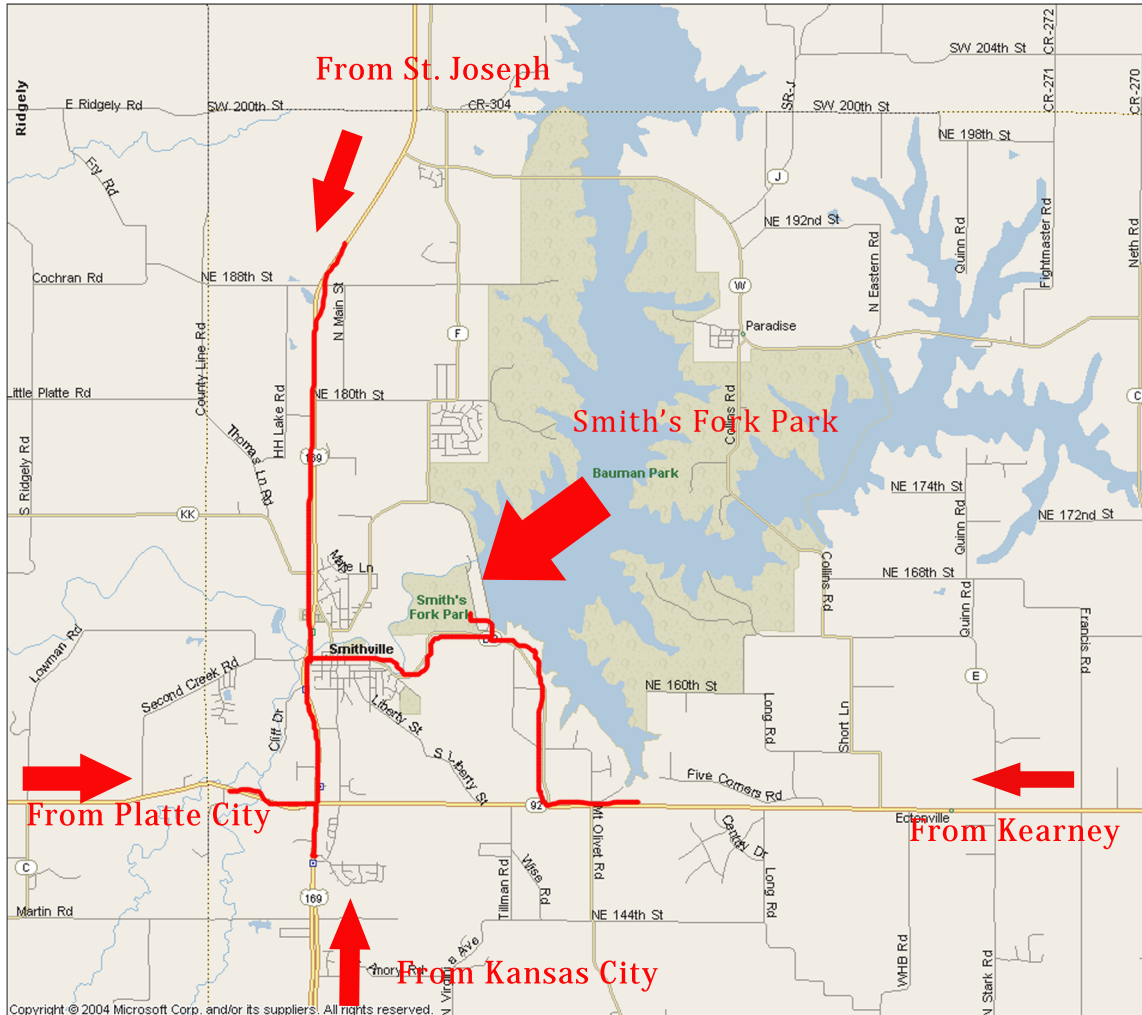 SW 204th St
CR-272
From St. Joseph
CR-271
CR-270
Ridgely
E Ridgely Rd
SW 200th St
CR-304
SR-J
SW 200th St
NE 198th St
Fry Rd
J
NE 192nd St
Quinn Rd
Fightmaster Rd
Neth Rd
N Eastern Rd
Cochran Rd
NE 188th St
N Main St
W
F
Paradise
County Line Rd
Little Platte Rd
HH Lake Rd
NE 180th St
Collins Rd
C
Smith's Fork Park
Thomas Ln Rd
S Ridgely Rd
169
Bauman Park
NE 174th St
KK
Quinn Rd
NE 172nd St
Collins Rd
NE 168th St
Smith's
Fork Park
Quinn Rd
Francis Rd
Lowman Rd
Smithville
Second Creek Rd
E
NE 160th St
Cliff Dr
Liberty St
S Liberty St
Long Rd
Short Ln
Five Corners Rd
From Platte City
92
Mt Olivet Rd
Ectonville
From Kearney
C
Tillman Rd
Wise Rd
Long Rd
169
Martin Rd
NE 144th St
WHB Rd
N Stark Rd
From Kansas City
Copyright © 2004 Microsoft Corp. and/or its suppliers. All rights reserved.